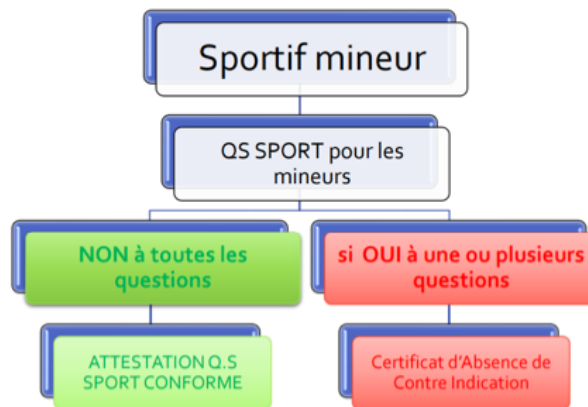 Sportif mineur
QS SPORT pour les
mineurs
NON à toutes les
questions
si OUI à une ou plusieurs
questions
ATTESTATION Q.S
SPORT CONFORME
Certificat d'Absence de
Contre Indication